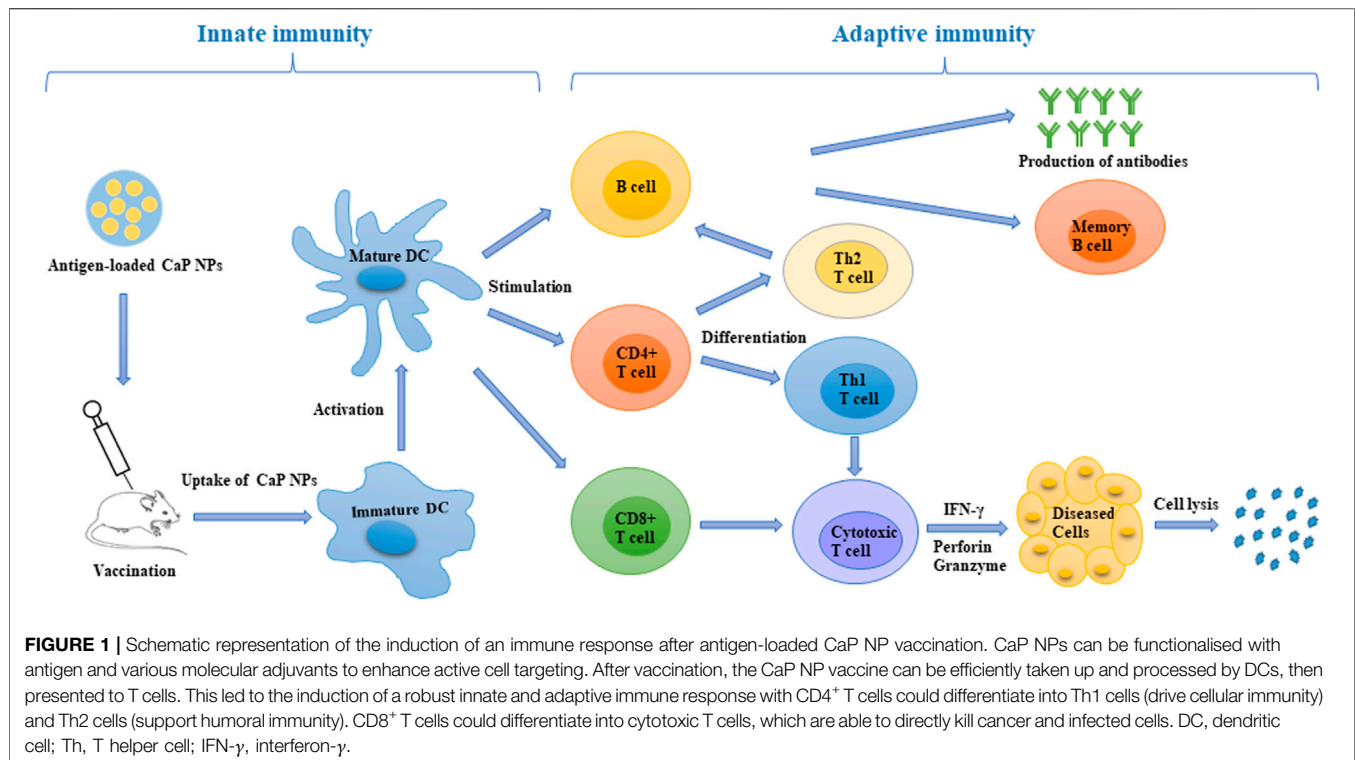 Innate immunity
Adaptive immunity
Antigen-loaded CaP NPs
Vaccination
Uptake of CaP NPs
Immature DC
Activation
Mature DC
Stimulation
B cell
CD4+
T cell
CD8+
T cell
Differentiation
Th2
T cell
Th1
T cell
Cytotoxic
T cell
Production of antibodies
Memory
B cell
IFN-γ
Perforin
Granzyme
Diseased
Cells
Cell lysis
FIGURE 1 | Schematic representation of the induction of an immune response after antigen-loaded CaP NP vaccination. CaP NPs can be functionalised with
antigen and various molecular adjuvants to enhance active cell targeting. After vaccination, the CaP NP vaccine can be efficiently taken up and processed by DCs, then
presented to T cells. This led to the induction of a robust innate and adaptive immune response with CD4⁺ T cells could differentiate into Th1 cells (drive cellular immunity)
and Th2 cells (support humoral immunity). CD8⁺ T cells could differentiate into cytotoxic T cells, which are able to directly kill cancer and infected cells. DC, dendritic
cell; Th, T helper cell; IFN-γ, interferon-γ.